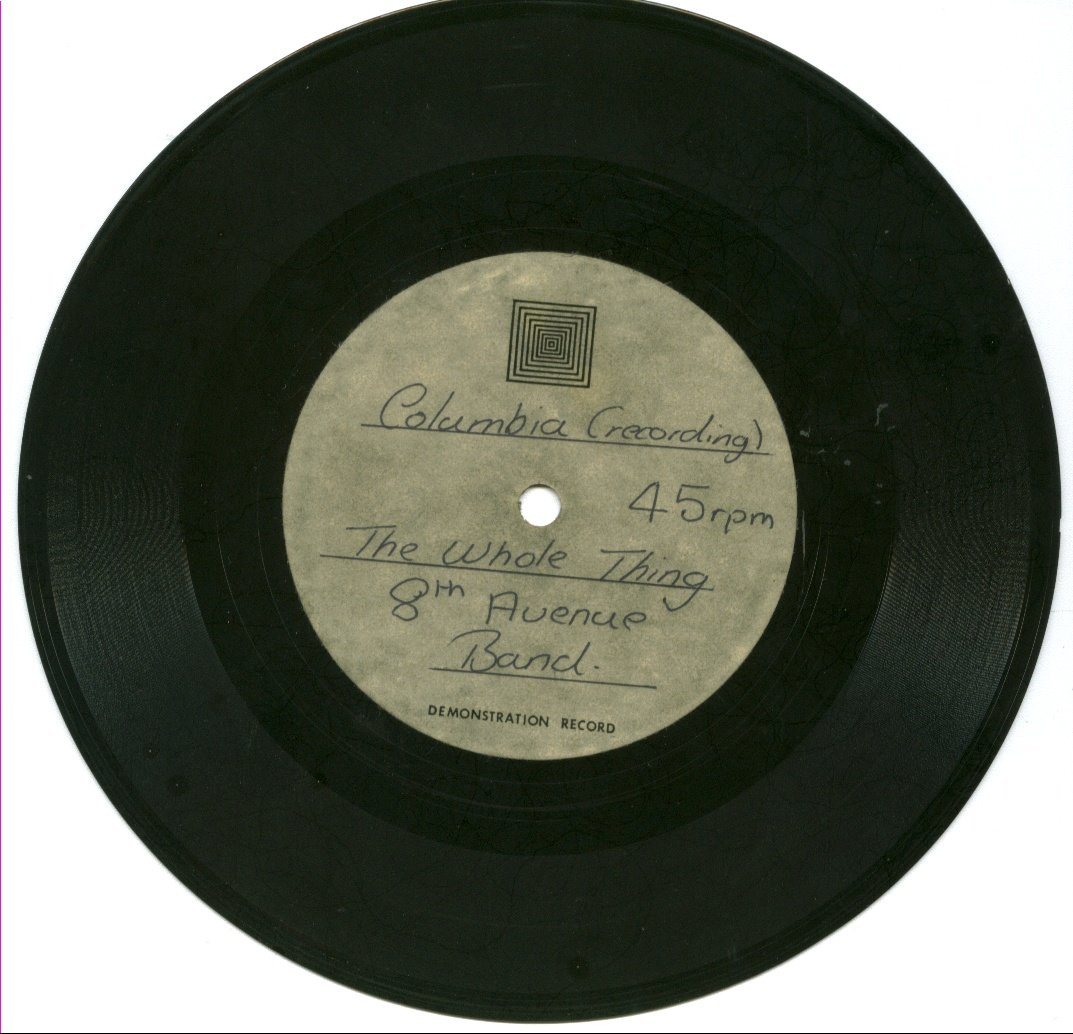 Columbia (recording)
45rpm
The Whole Thing
8th Avenue
Band.
DEMONSTRATION RECORD